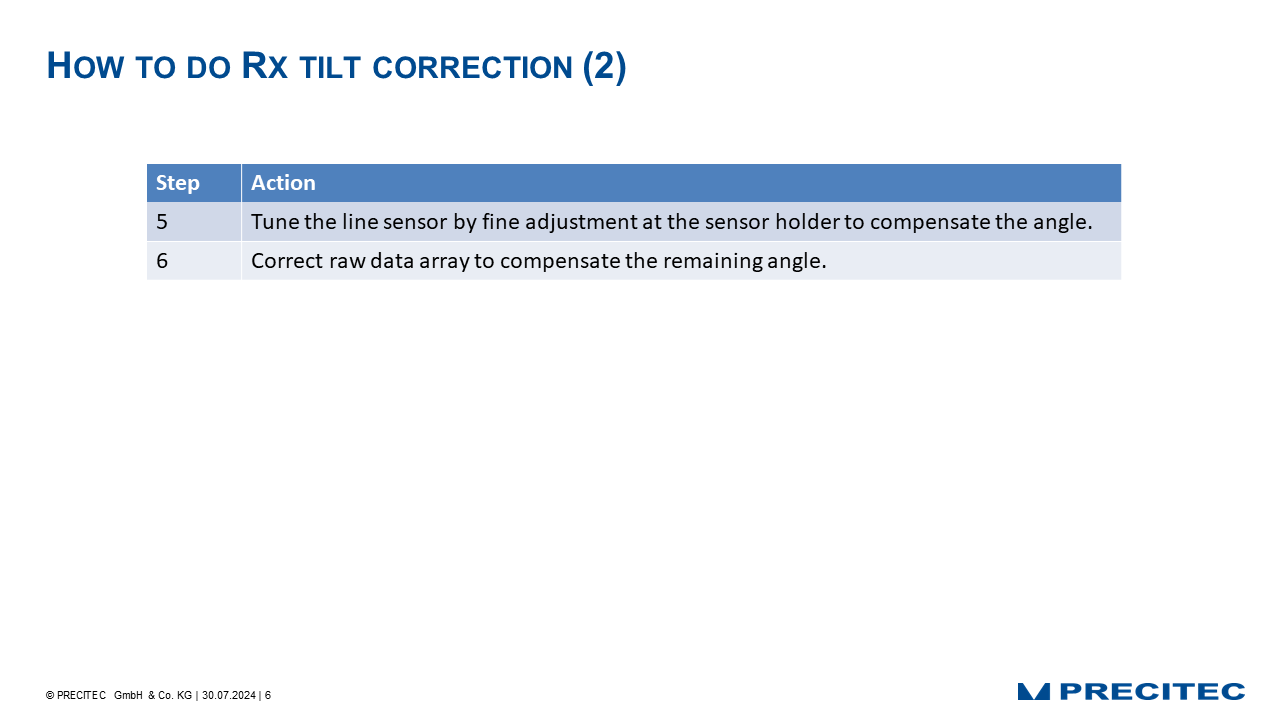 How to do Rx tilt correction (2)
Step Action
5 Tune the line sensor by fine adjustment at the sensor holder to compensate the angle.
6 Correct raw data array to compensate the remaining angle.
© PRECITEC GmbH & Co. KG | 30.07.2024 | 6
PRECITEC